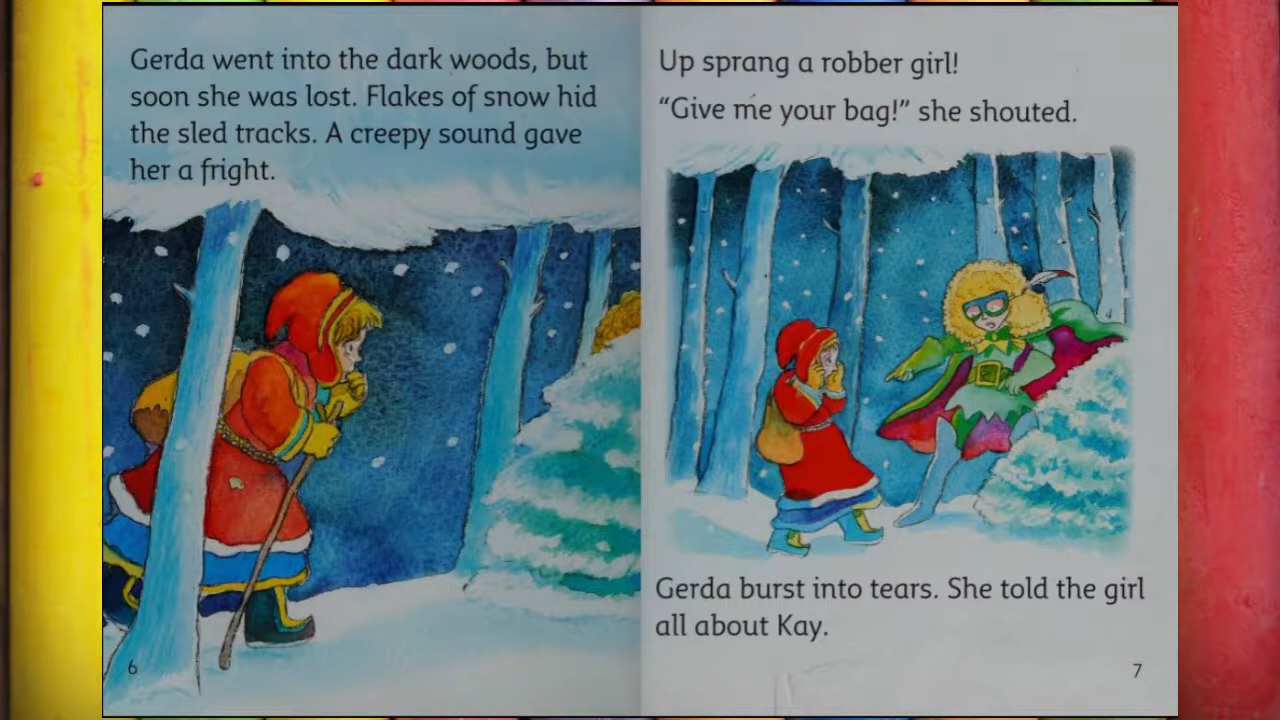 Gerda went into the dark woods, but
soon she was lost. Flakes of snow hid
the sled tracks. A creepy sound gave
her a fright.
6
Up sprang a robber girl!
“Give me your bag!” she shouted.
Gerda burst into tears. She told the girl
all about Kay.
7